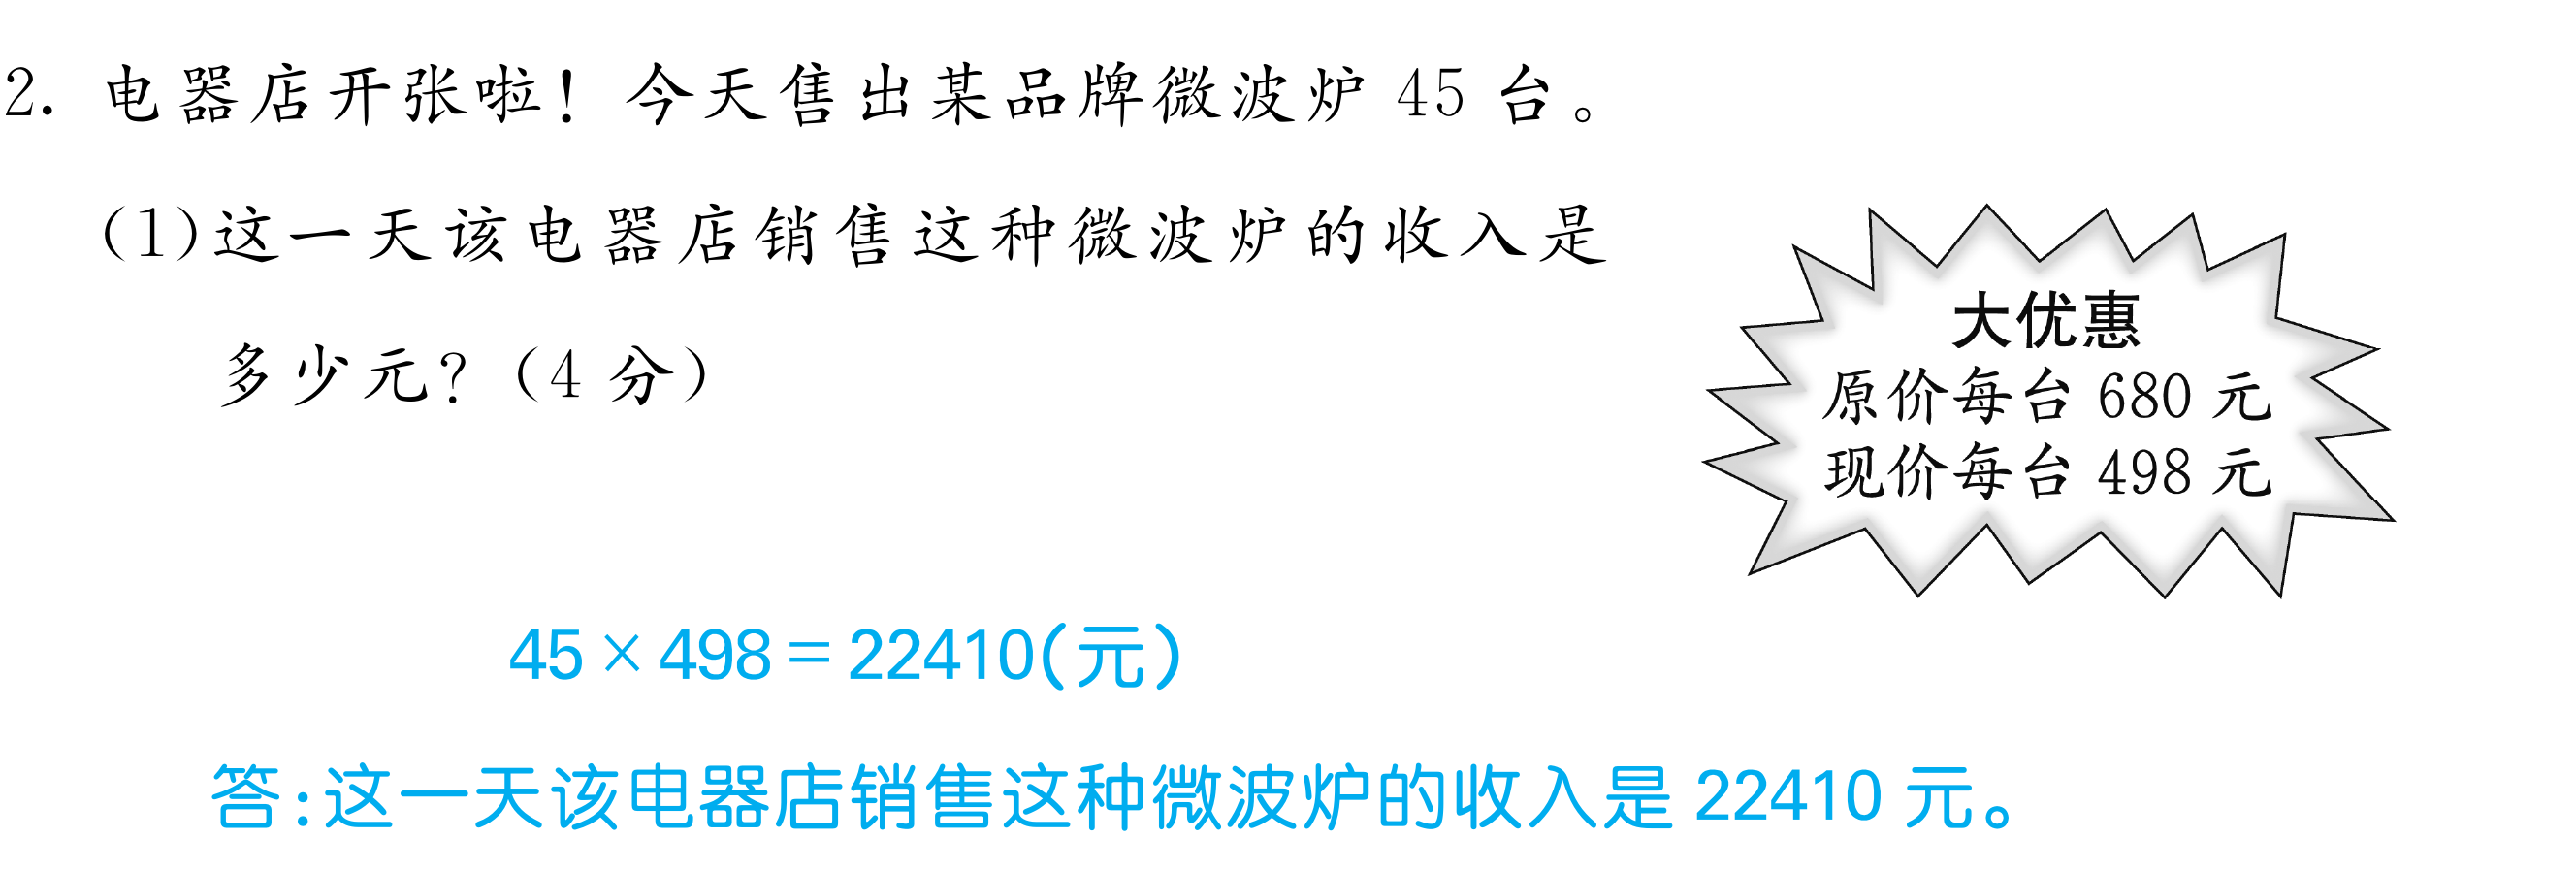 2. 电器店开张啦！今天售出某品牌微波炉 45 台。
(1)这一天该电器店销售这种微波炉的收入是
多少元？（4 分）
大优惠
原价每台 680 元
现价每台 498 元
45×498＝22410(元)
答：这一天该电器店销售这种微波炉的收入是 22410 元。